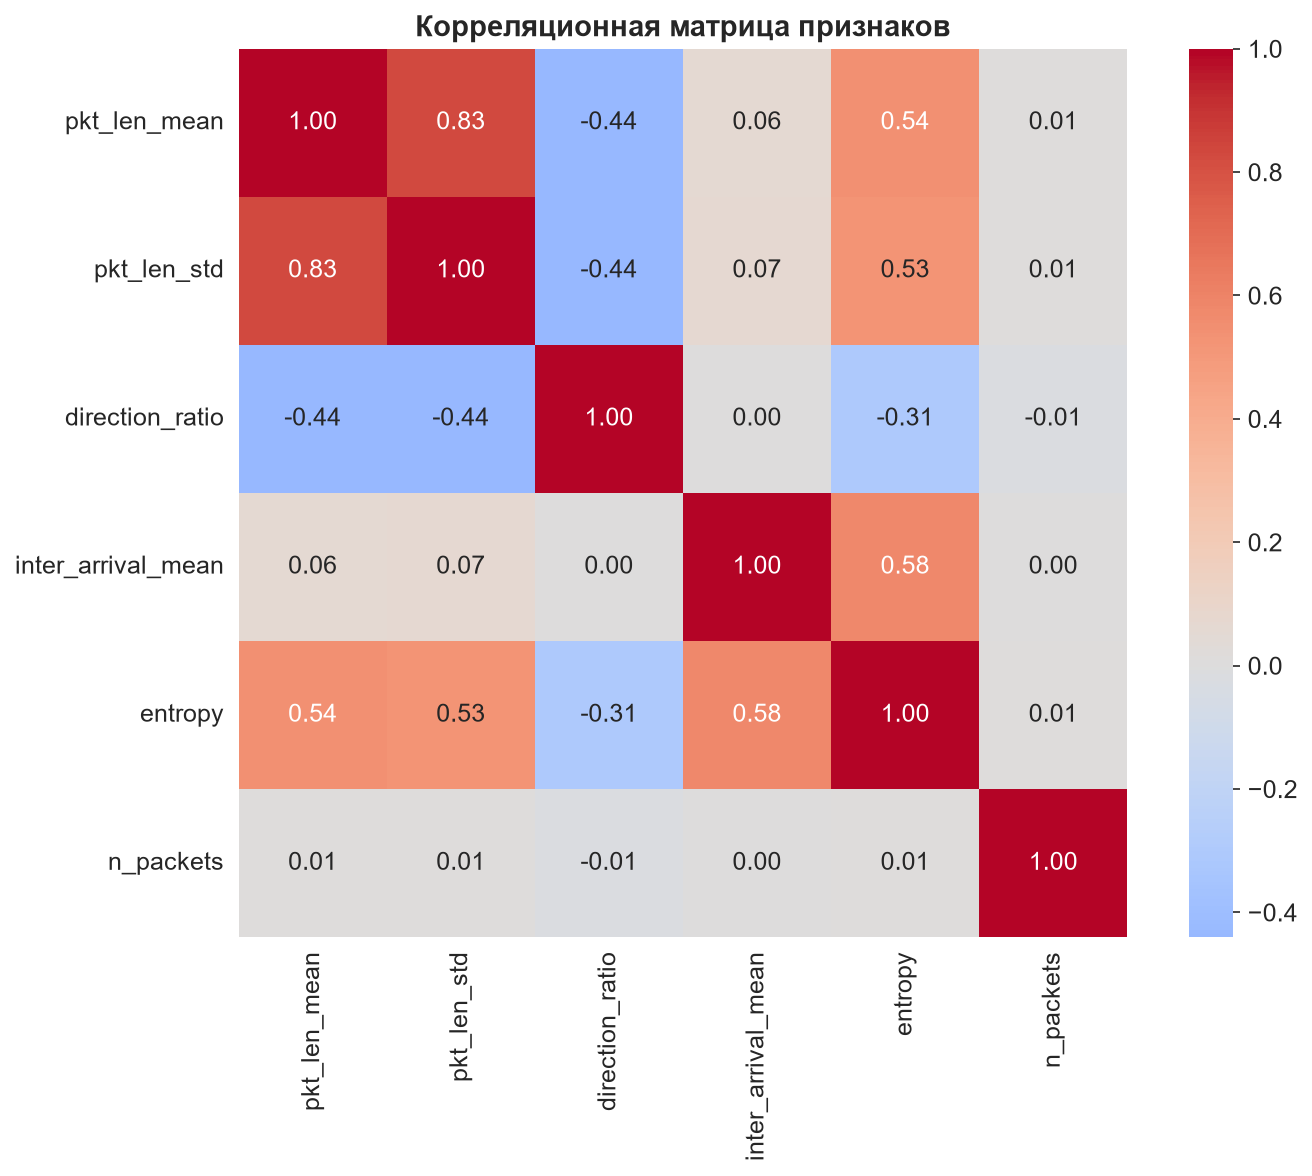 Корреляционная матрица признаков
pkt_len_mean 1.00 0.83 -0.44 0.06 0.54 0.01
pkt_len_std 0.83 1.00 -0.44 0.07 0.53 0.01
direction_ratio -0.44 -0.44 1.00 0.00 -0.31 -0.01
inter_arrival_mean 0.06 0.07 0.00 1.00 0.58 0.00
entropy 0.54 0.53 -0.31 0.58 1.00 0.01
n_packets 0.01 0.01 -0.01 0.00 0.01 1.00
pkt_len_mean
pkt_len_std
direction_ratio
inter_arrival_mean
entropy
n_packets
1.0
0.8
0.6
0.4
0.2
0.0
−0.2
−0.4